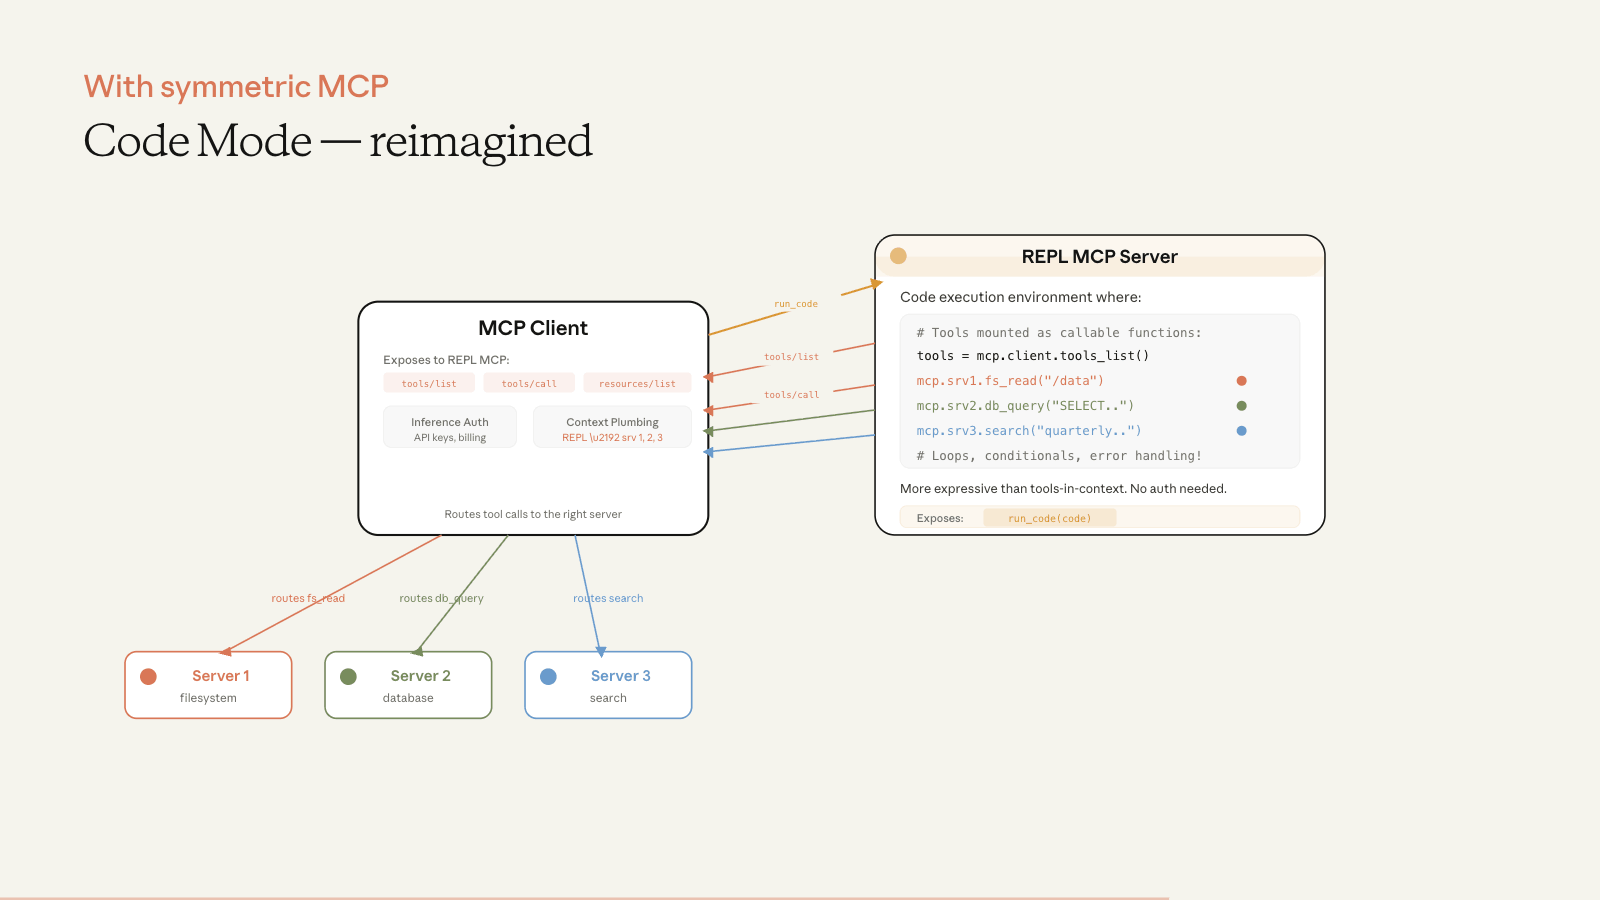 With symmetric MCP
Code Mode — reimagined
MCP Client
Exposes to REPL MCP:
tools/list
tools/call
resources/list
Inference Auth
API keys, billing
Context Plumbing
REPL \u2192 srv 1, 2, 3
Routes tool calls to the right server
run_code
tools/list
tools/call
REPL MCP Server
Code execution environment where:
# Tools mounted as callable functions:
tools = mcp.client.tools_list()
mcp.srv1.fs_read("/data")
mcp.srv2.db_query("SELECT..")
mcp.srv3.search("quarterly..")
# Loops, conditionals, error handling!
More expressive than tools-in-context. No auth needed.
Exposes:
run_code(code)
routes fs_read
routes db_query
routes search
Server 1
filesystem
Server 2
database
Server 3
search